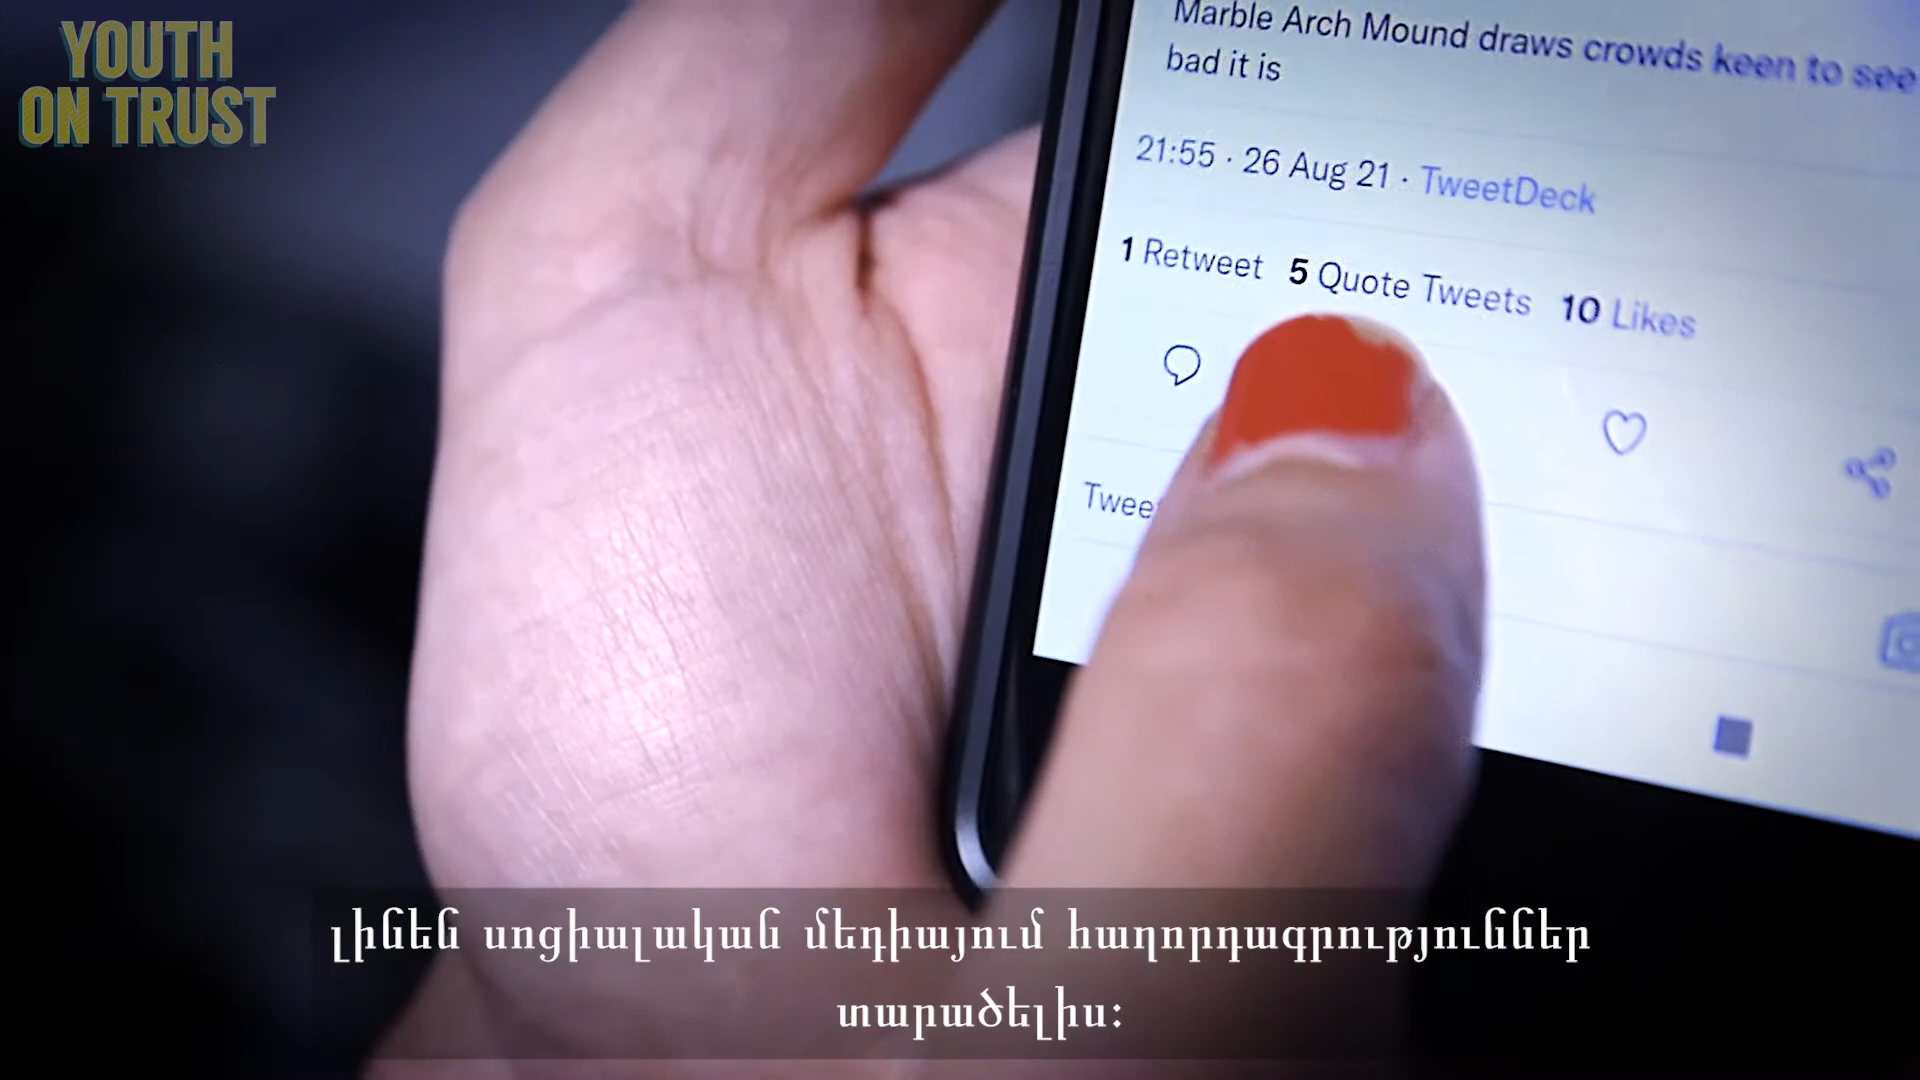 YOUTH
ON TRUST
Marble Arch Mound draws crowds keen to see
bad it is
21:55 · 26 Aug 21 · TweetDeck
1 Retweet 5 Quote Tweets 10 Likes
լինեն սոցիալական մեդիայում հաղորդագրություններ
տարածելիս: